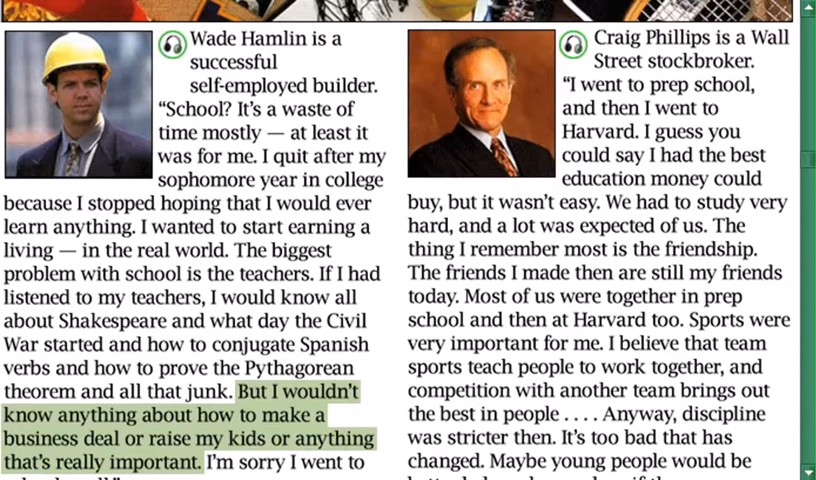 Wade Hamlin is a
successful
self-employed builder.
“School? It’s a waste of
time mostly — at least it
was for me. I quit after my
sophomore year in college
because I stopped hoping that I would ever
learn anything. I wanted to start earning a
living — in the real world. The biggest
problem with school is the teachers. If I had
listened to my teachers, I would know all
about Shakespeare and what day the Civil
War started and how to conjugate Spanish
verbs and how to prove the Pythagorean
theorem and all that junk. But I wouldn’t
know anything about how to make a
business deal or raise my kids or anything
that’s really important. I’m sorry I went to
Craig Phillips is a Wall
Street stockbroker.
“I went to prep school,
and then I went to
Harvard. I guess you
could say I had the best
education money could
buy, but it wasn’t easy. We had to study very
hard, and a lot was expected of us. The
thing I remember most is the friendship.
The friends I made then are still my friends
today. Most of us were together in prep
school and then at Harvard too. Sports were
very important for me. I believe that team
sports teach people to work together, and
competition with another team brings out
the best in people . . . . Anyway, discipline
was stricter then. It’s too bad that has
changed. Maybe young people would be